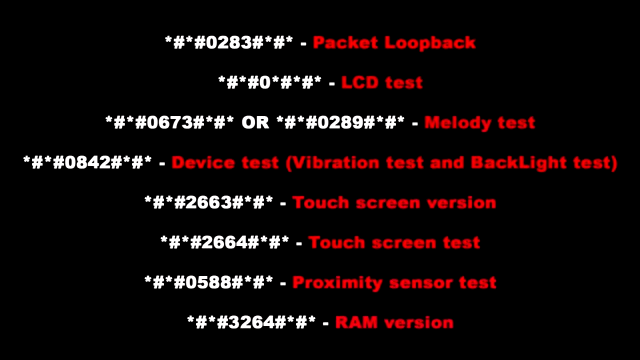 *#*#0283#*#* - Packet Loopback
*#*#0*#*#* - LCD test
*#*#0673#*#* OR *#*#0289#*#* - Melody test
*#*#0842#*#* - Device test (Vibration test and BackLight test)
*#*#2663#*#* - Touch screen version
*#*#2664#*#* - Touch screen test
*#*#0588#*#* - Proximity sensor test
*#*#3264#*#* - RAM version